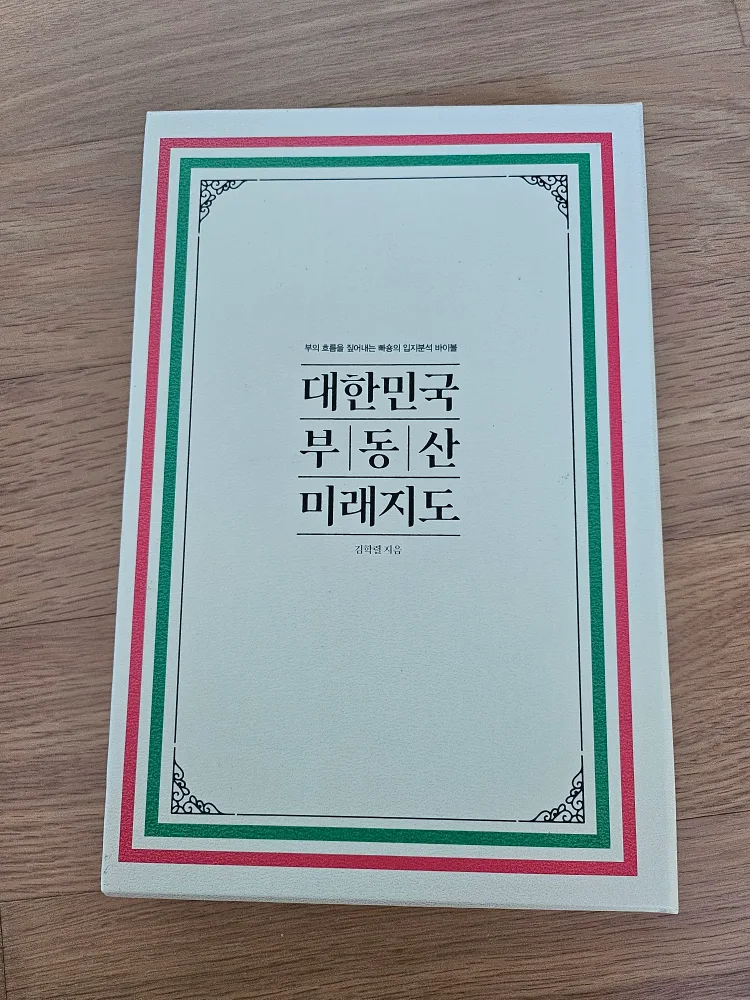 부의 흐름을 짚어내는 빠숑의 입지분석 바이블
대한민국
부|동|산
미래지도
김학렬 지음